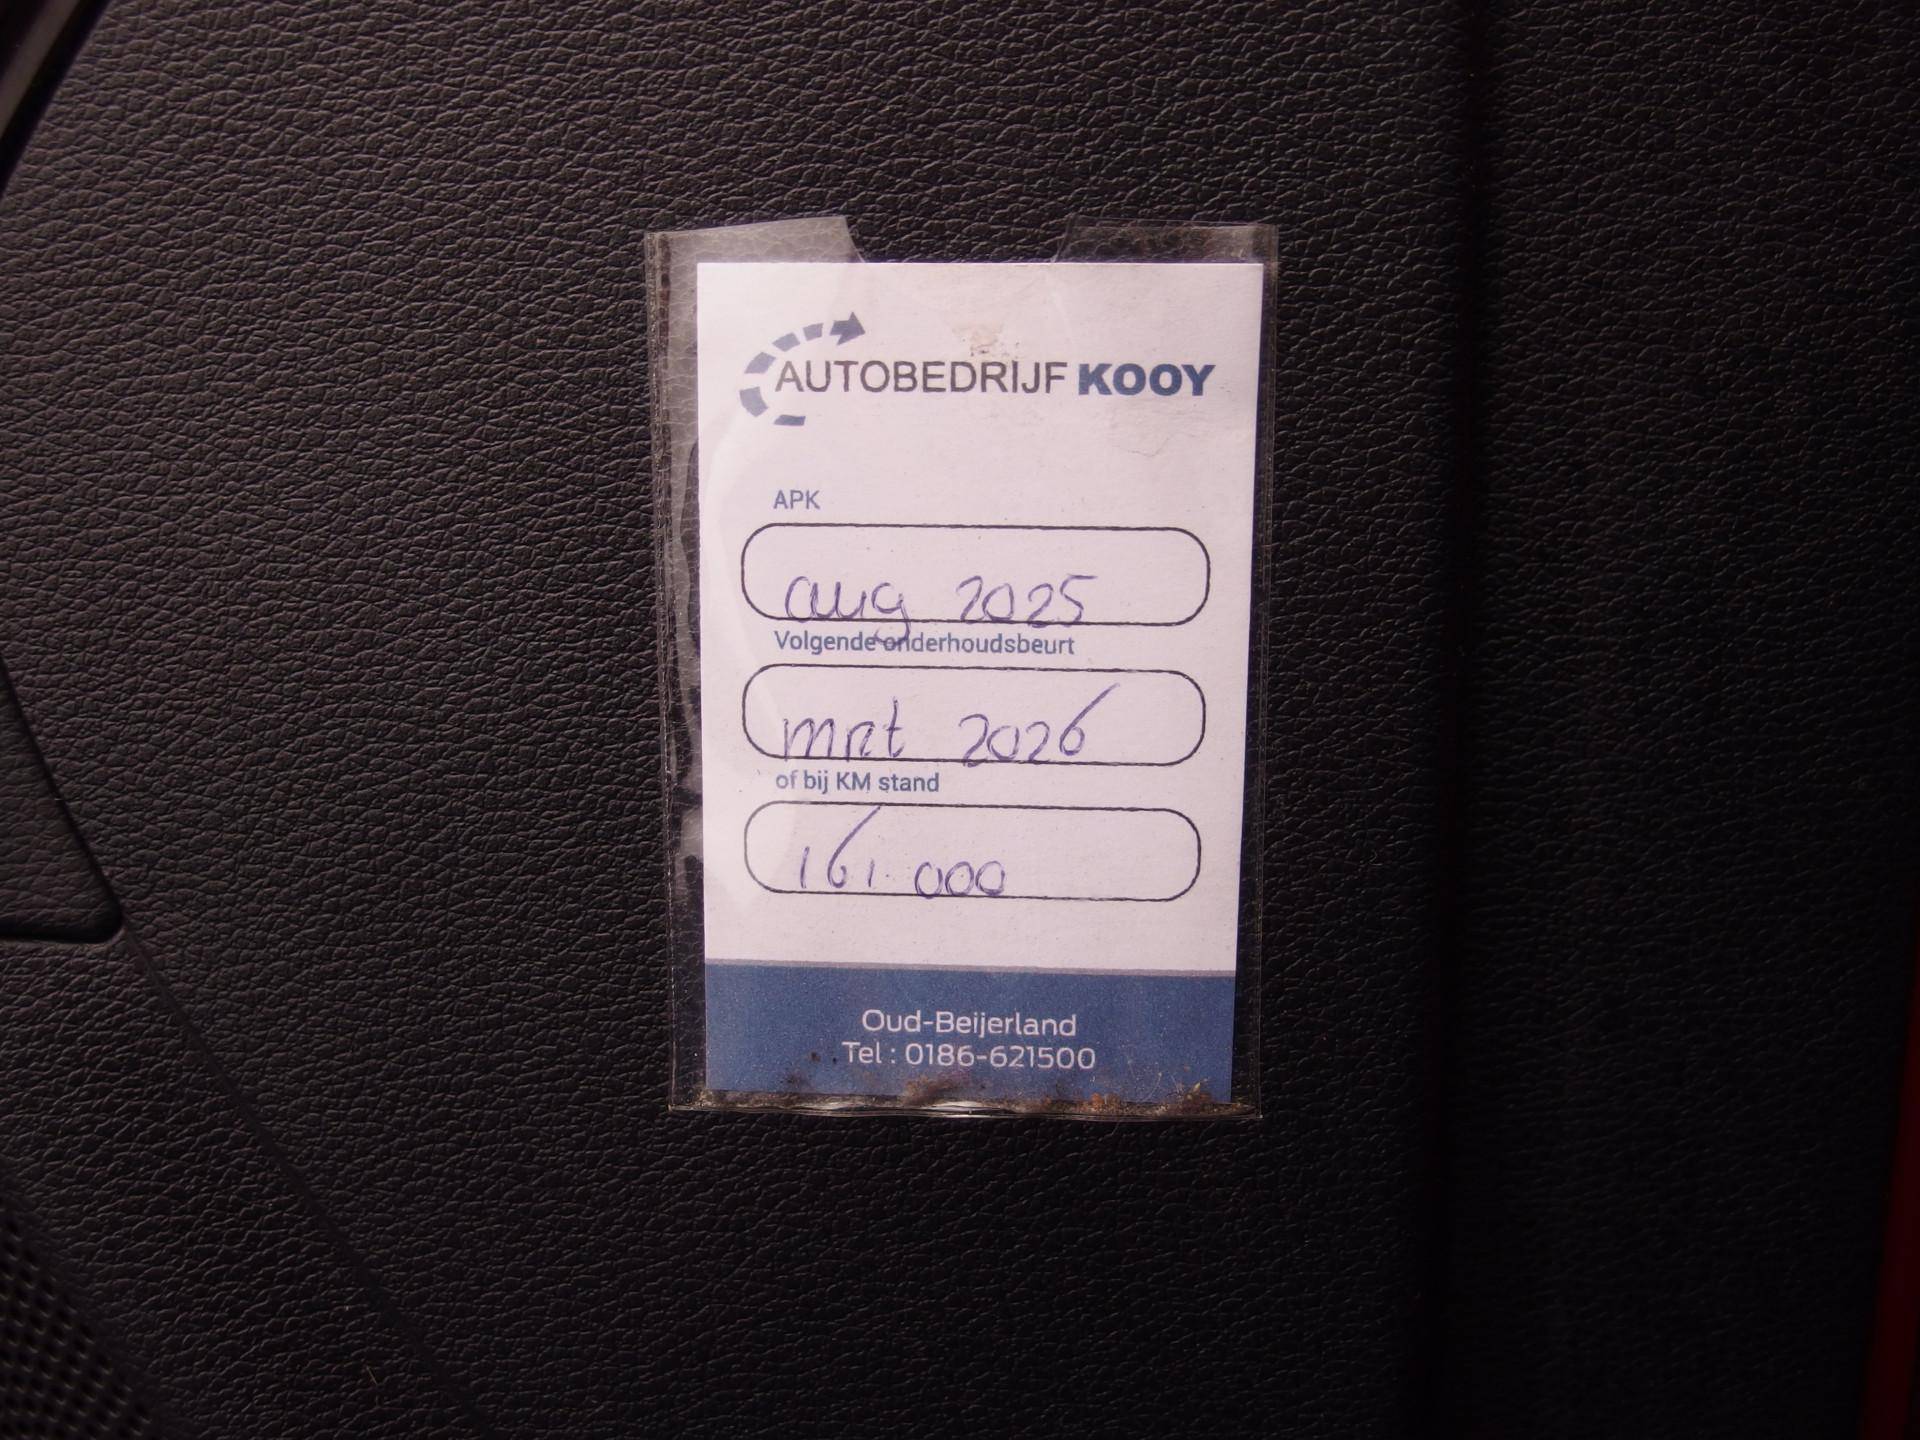 AUTOBEDRIJF KOOY
APK
aug 2025
Volgende onderhoudsbeurt
mrt 2026
of bij KM stand
161.000
Oud-Beijerland
Tel : 0186-621500